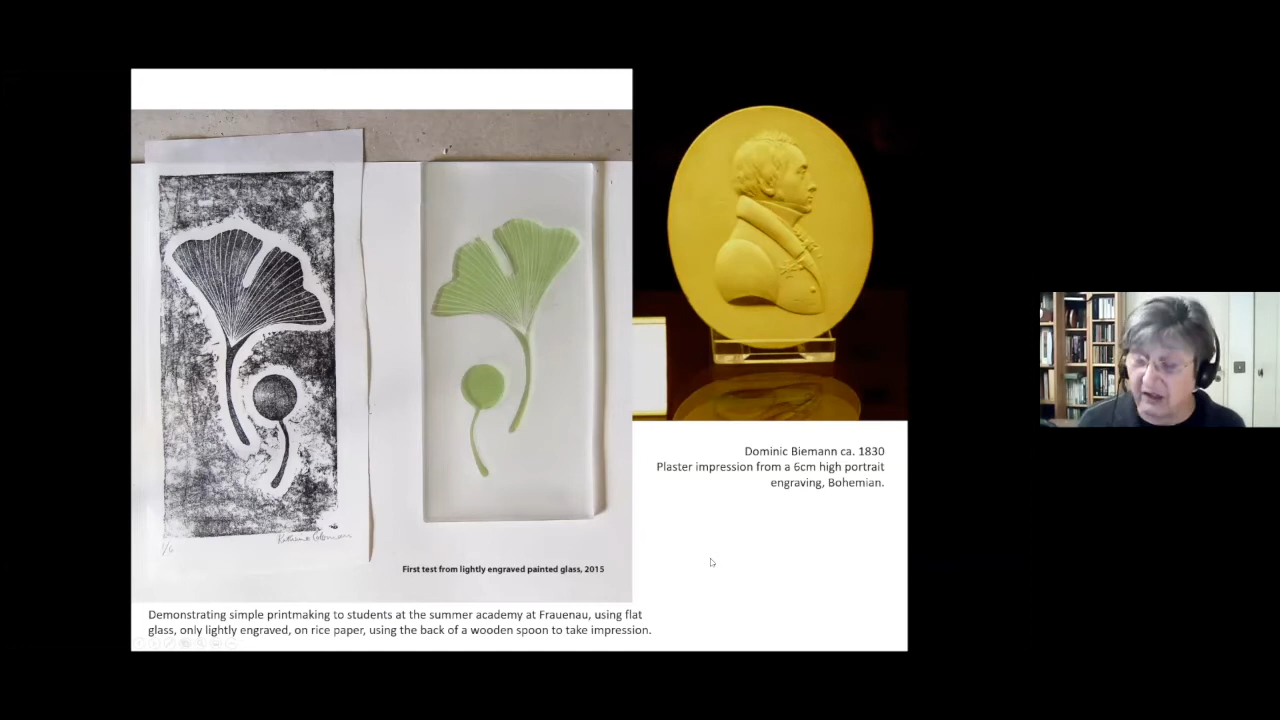 1/6
First test from lightly engraved painted glass, 2015
Demonstrating simple printmaking to students at the summer academy at Frauenau, using flat
glass, only lightly engraved, on rice paper, using the back of a wooden spoon to take impression.
Dominic Biemann ca. 1830
Plaster impression from a 6cm high portrait
engraving, Bohemian.